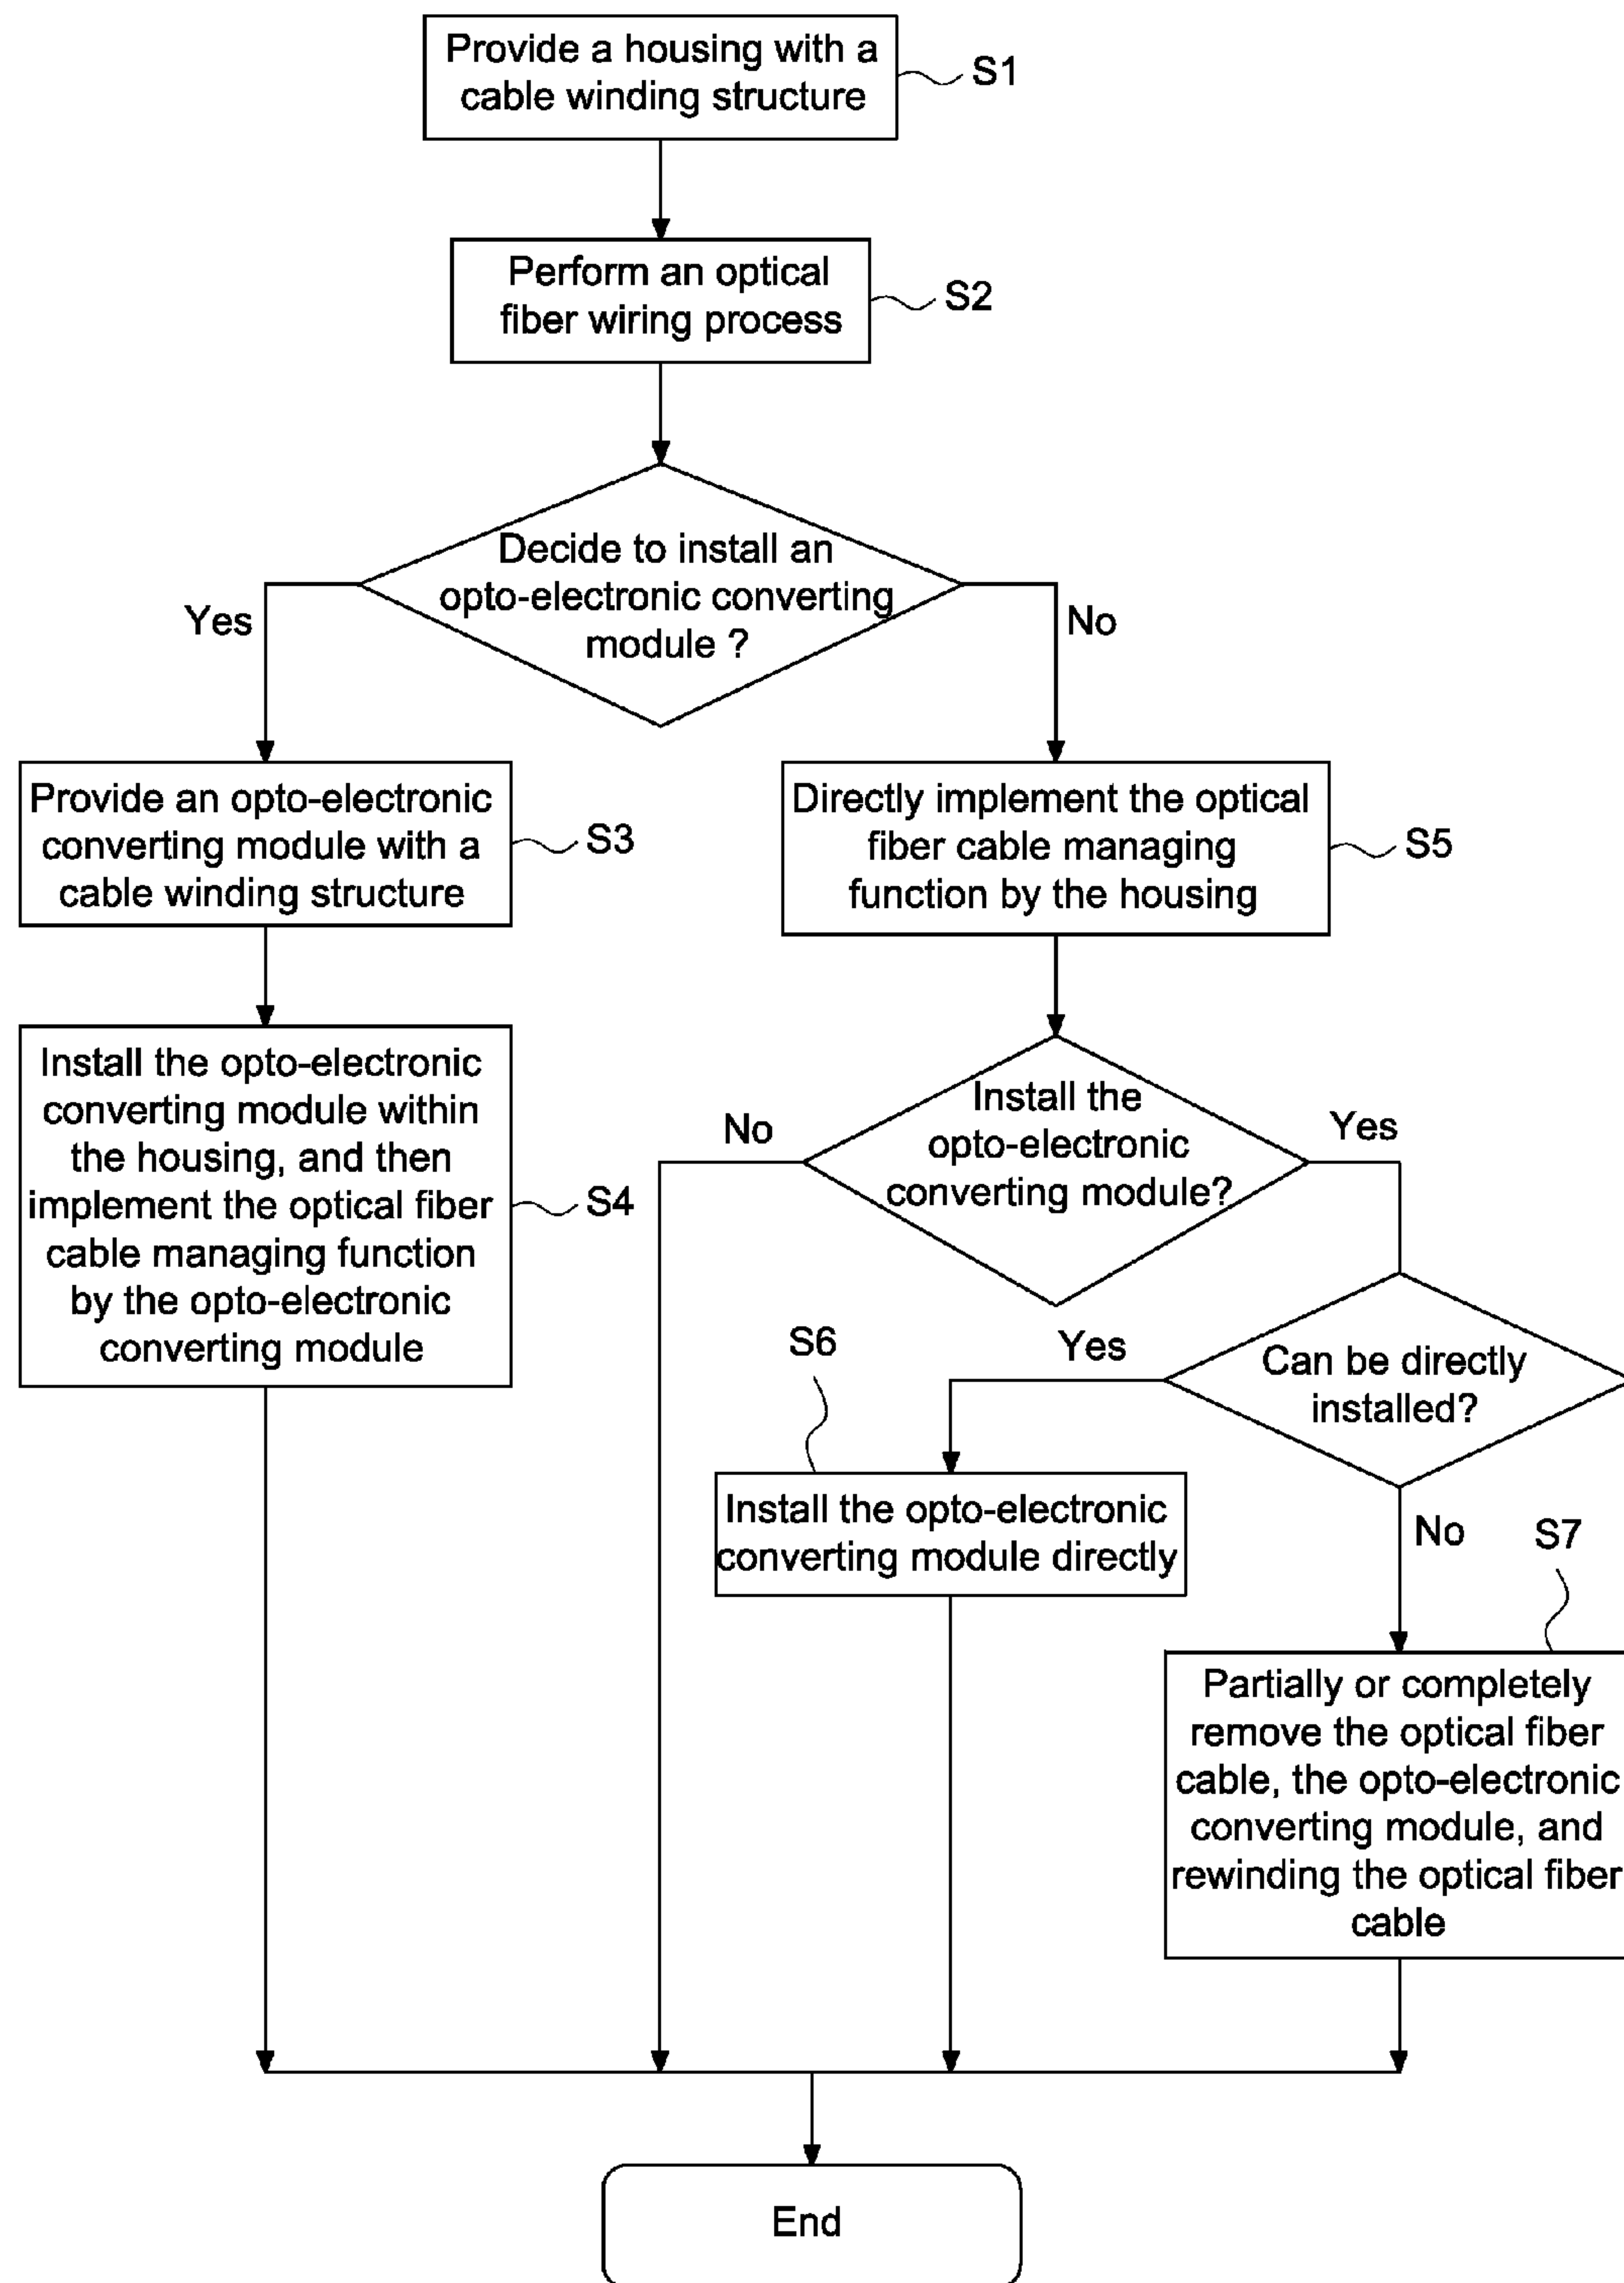 Provide a housing with a
cable winding structure
S1
Perform an optical
fiber wiring process
S2
Decide to install an
opto-electronic converting
module ?
Yes
No
Provide an opto-electronic
converting module with a
cable winding structure
S3
Directly implement the optical
fiber cable managing
function by the housing
S5
Install the opto-electronic
converting module within
the housing, and then
implement the optical fiber
cable managing function
by the opto-electronic
converting module
S4
Install the
opto-electronic
converting module?
No
Yes
Can be directly
installed?
Yes
No
S6
Install the opto-electronic
converting module directly
S7
Partially or completely
remove the optical fiber
cable, the opto-electronic
converting module, and
rewinding the optical fiber
cable
End